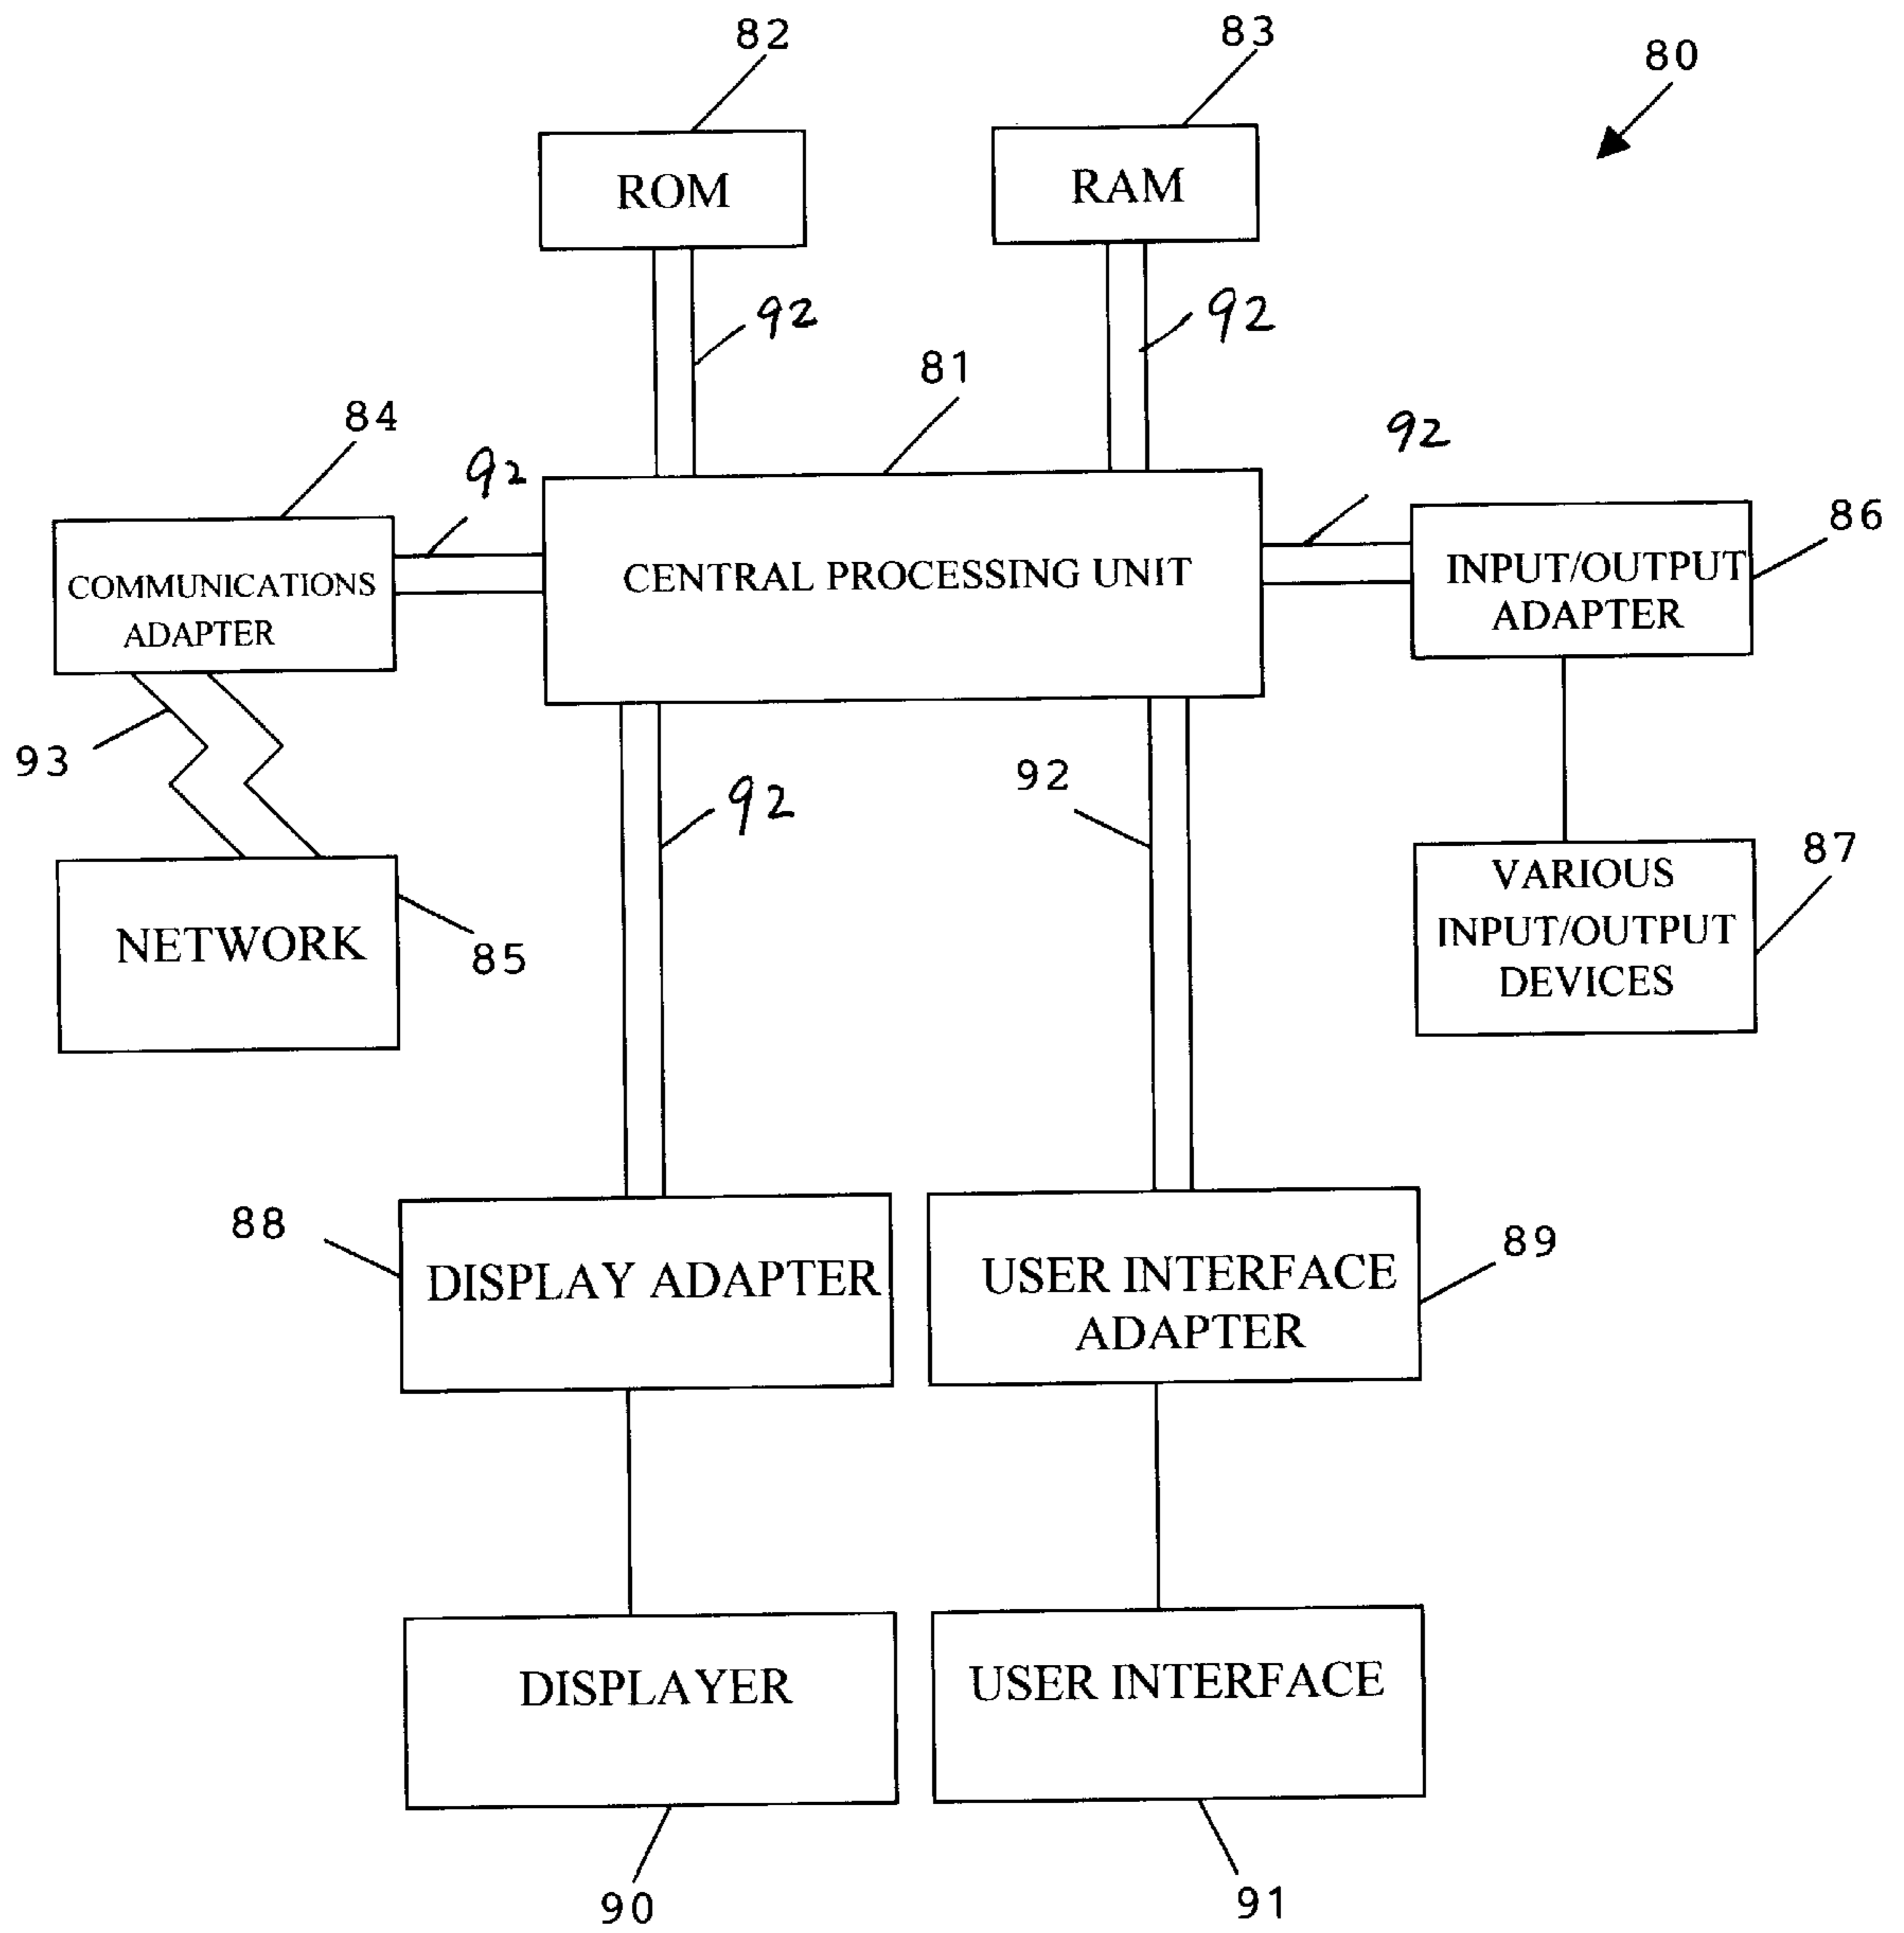 82
83
80
ROM
RAM
92
92
81
84
92
92
86
COMMUNICATIONS
ADAPTER
CENTRAL PROCESSING UNIT
INPUT/OUTPUT
ADAPTER
93
92
92
87
NETWORK
85
VARIOUS
INPUT/OUTPUT
DEVICES
88
DISPLAY ADAPTER
USER INTERFACE
ADAPTER
89
DISPLAYER
USER INTERFACE
90
91